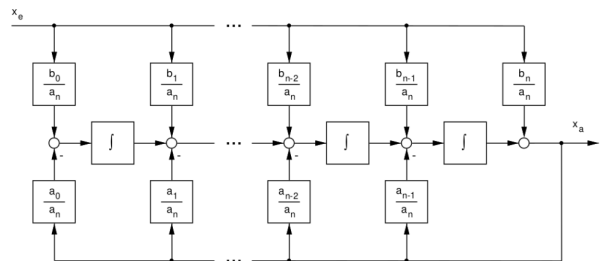 x_e
...
b_0/a_n b_1/a_n b_{n-2}/a_n b_{n-1}/a_n b_n/a_n
x_a
∫ ... ∫ ∫
- - - -
a_0/a_n a_1/a_n a_{n-2}/a_n a_{n-1}/a_n
...